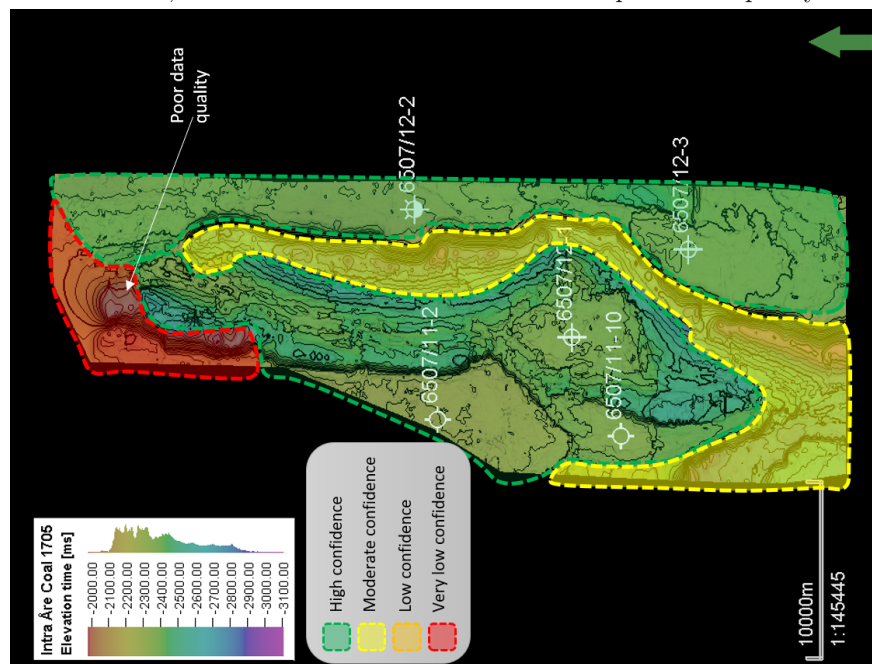 Poor data
quality
6507/12-2
6507/12-3
6507/12-1
6507/11-2
6507/11-10
High confidence
Moderate confidence
Low confidence
Very low confidence
Intra Åre Coal 1705
Elevation time [ms]
-2000.00
-2100.00
-2200.00
-2300.00
-2400.00
-2500.00
-2600.00
-2700.00
-2800.00
-2900.00
-3000.00
-3100.00
10000m
1:145445